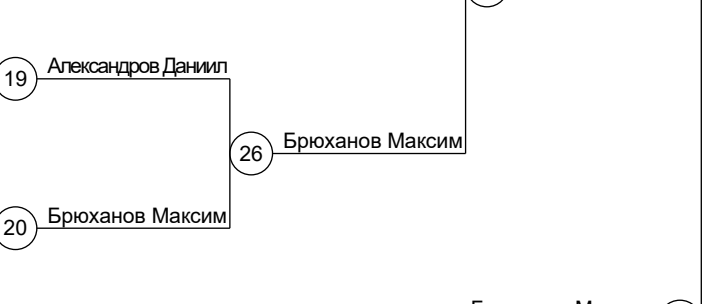 19 Александров Даниил
26 Брюханов Максим
20 Брюханов Максим